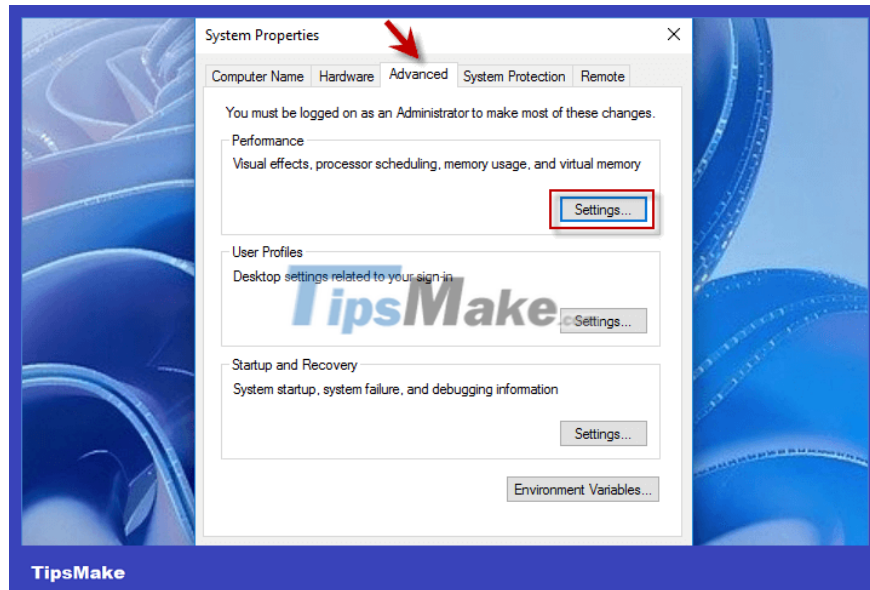 System Properties
Computer Name Hardware Advanced System Protection Remote
You must be logged on as an Administrator to make most of these changes.
Performance
Visual effects, processor scheduling, memory usage, and virtual memory
Settings...
User Profiles
Desktop settings related to your sign-in
TipsMake.com
Settings...
Startup and Recovery
System startup, system failure, and debugging information
Settings...
Environment Variables...
TipsMake